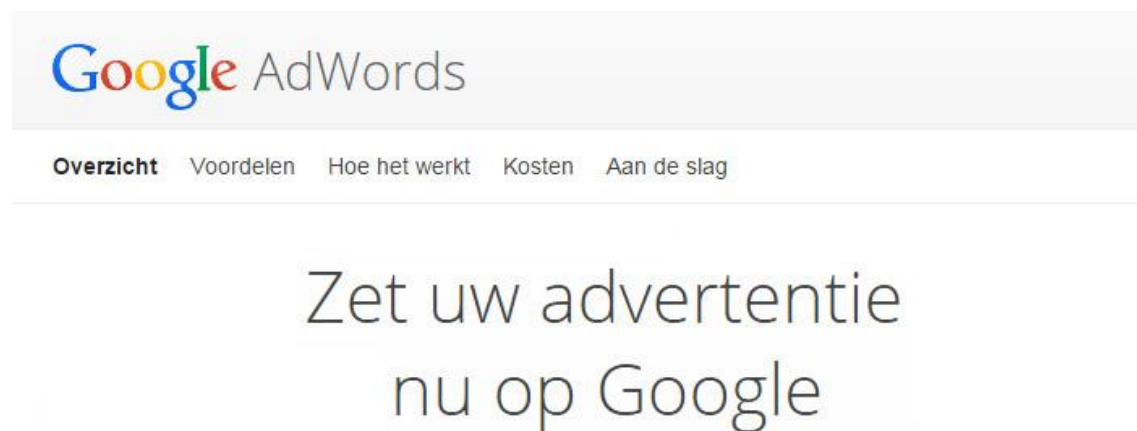 Google AdWords
Overzicht Voordelen Hoe het werkt Kosten Aan de slag
Zet uw advertentie
nu op Google